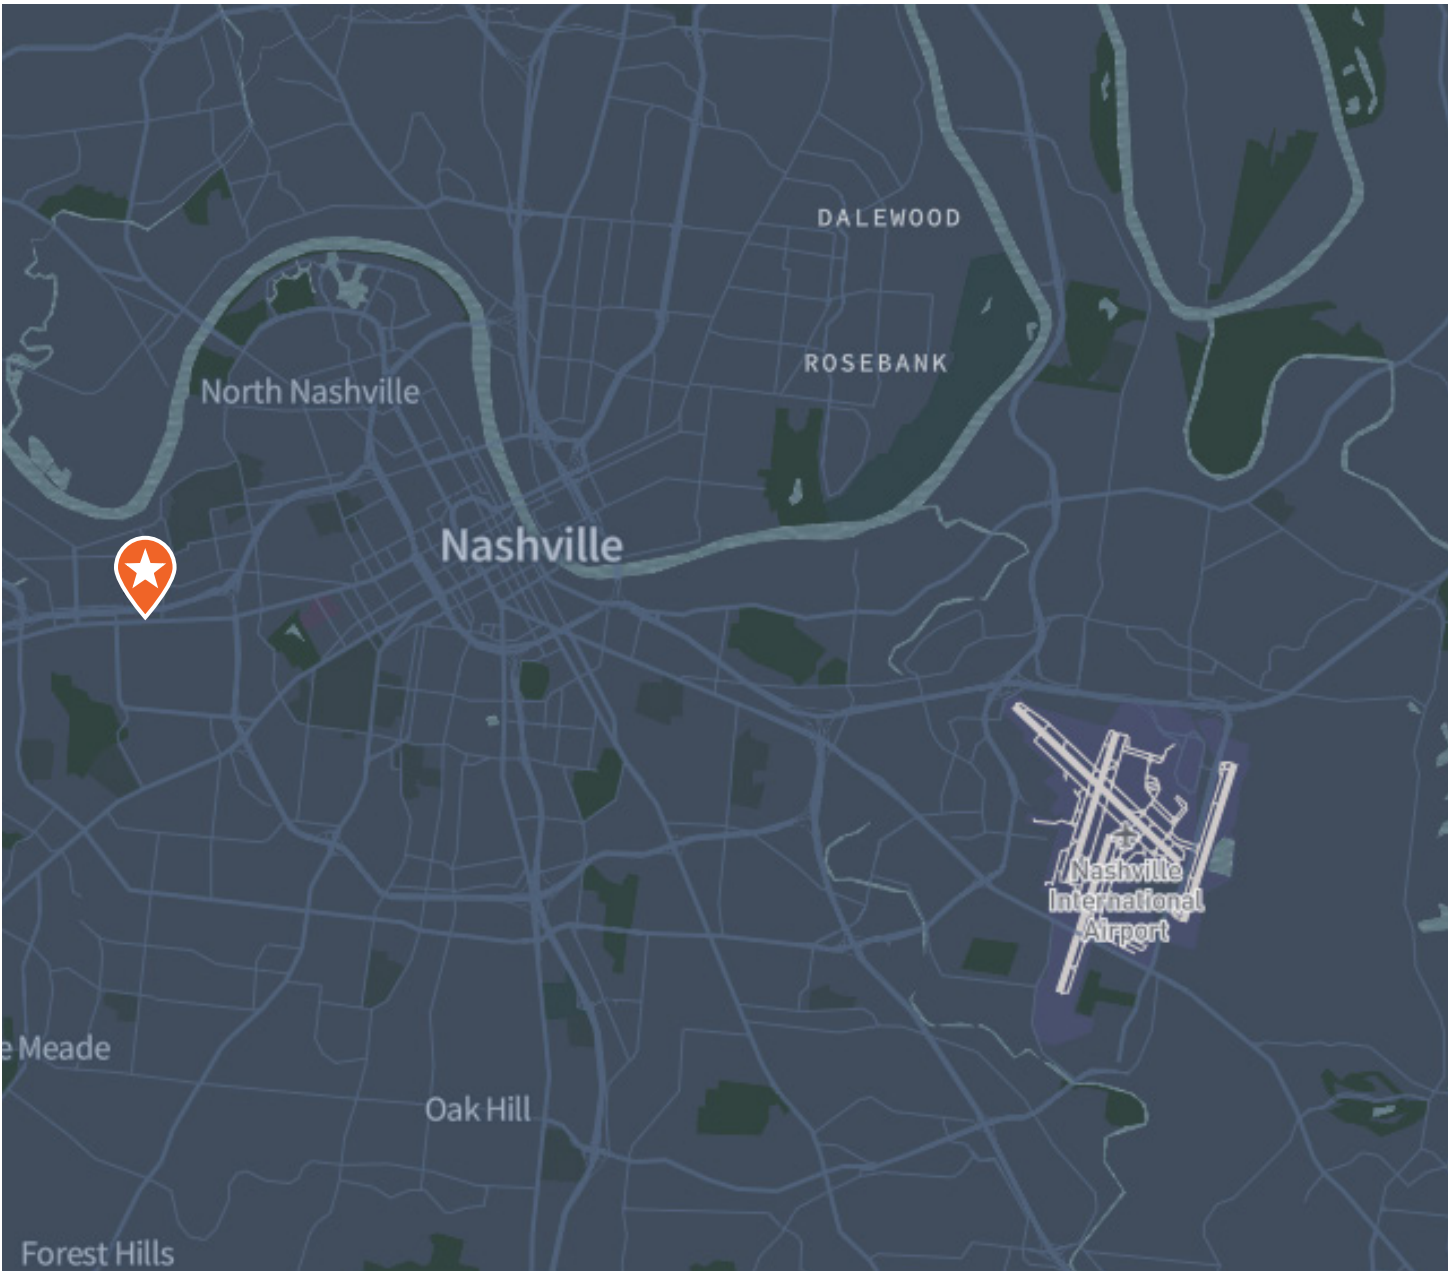 DALEWOOD
ROSEBANK
North Nashville
Nashville
Nashville
International
Airport
e Meade
Oak Hill
Forest Hills